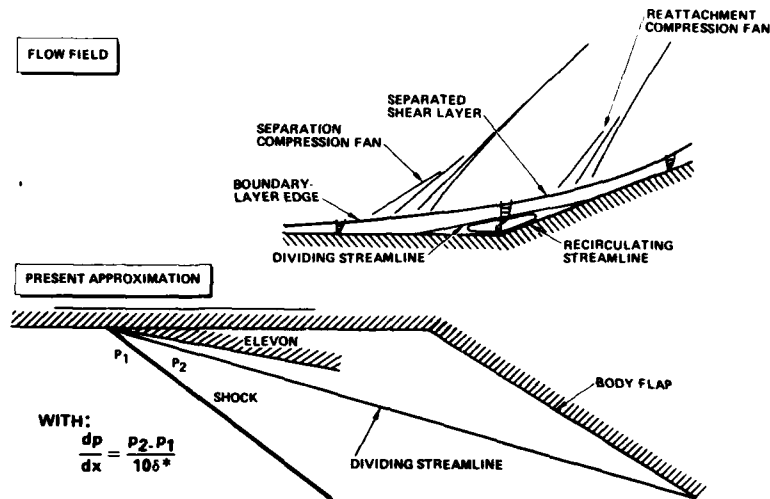 FLOW FIELD
REATTACHMENT
COMPRESSION FAN
SEPARATED
SHEAR LAYER
SEPARATION
COMPRESSION FAN
BOUNDARY-
LAYER EDGE
DIVIDING STREAMLINE
RECIRCULATING
STREAMLINE
PRESENT APPROXIMATION
ELEVON
P1
P2
BODY FLAP
SHOCK
WITH:
dp/dx = P2-P1/10δ*
DIVIDING STREAMLINE